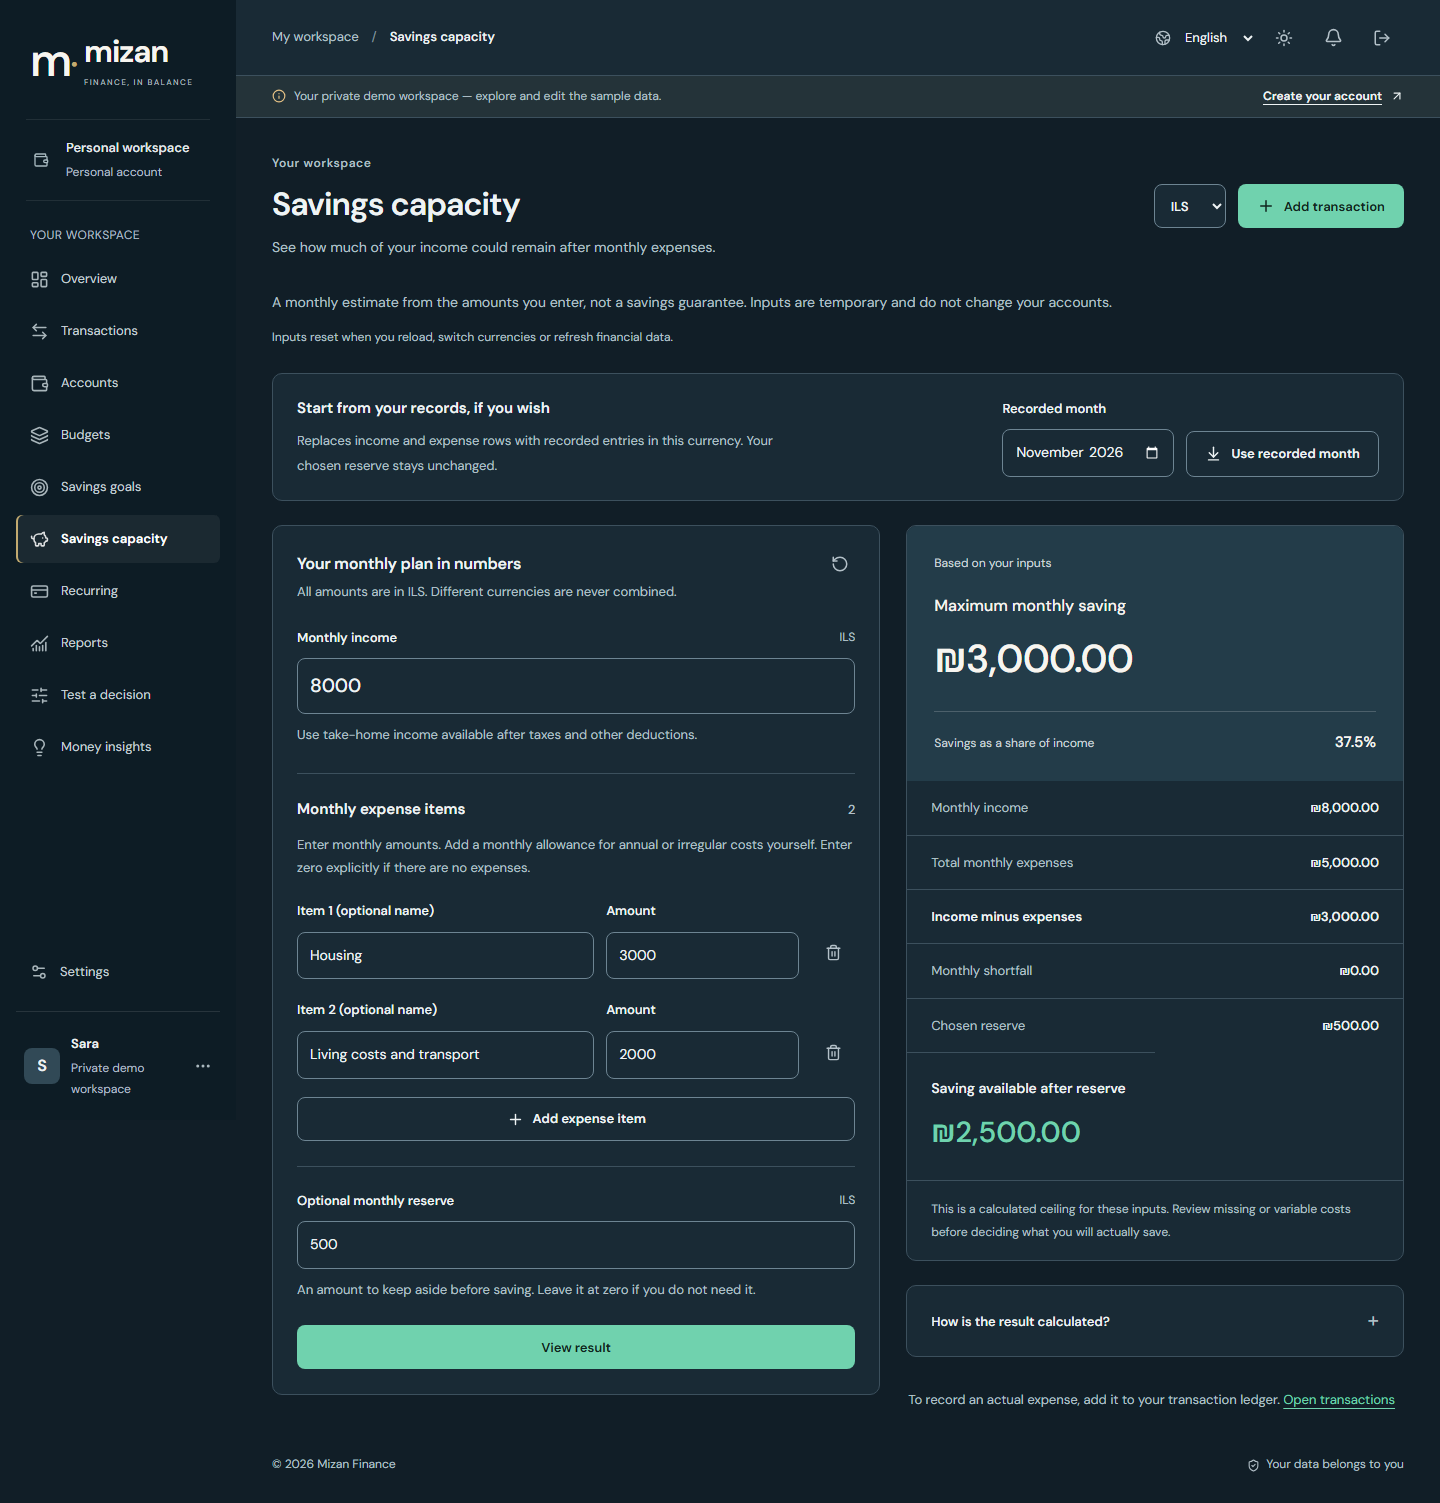 m.
mizan
FINANCE, IN BALANCE
Personal workspace
Personal account
YOUR WORKSPACE
Overview
Transactions
Accounts
Budgets
Savings goals
Savings capacity
Recurring
Reports
Test a decision
Money insights
Settings
S
Sara
Private demo
workspace
My workspace / Savings capacity
English
Your private demo workspace — explore and edit the sample data.
Create your account
Your workspace
Savings capacity
See how much of your income could remain after monthly expenses.
ILS
Add transaction
A monthly estimate from the amounts you enter, not a savings guarantee. Inputs are temporary and do not change your accounts.
Inputs reset when you reload, switch currencies or refresh financial data.
Start from your records, if you wish
Replaces income and expense rows with recorded entries in this currency. Your
chosen reserve stays unchanged.
Recorded month
November 2026
Use recorded month
Your monthly plan in numbers
All amounts are in ILS. Different currencies are never combined.
Monthly income ILS
8000
Use take-home income available after taxes and other deductions.
Monthly expense items 2
Enter monthly amounts. Add a monthly allowance for annual or irregular costs yourself. Enter
zero explicitly if there are no expenses.
Item 1 (optional name) Amount
Housing 3000
Item 2 (optional name) Amount
Living costs and transport 2000
Add expense item
Optional monthly reserve ILS
500
An amount to keep aside before saving. Leave it at zero if you do not need it.
View result
Based on your inputs
Maximum monthly saving
₪3,000.00
Savings as a share of income 37.5%
Monthly income ₪8,000.00
Total monthly expenses ₪5,000.00
Income minus expenses ₪3,000.00
Monthly shortfall ₪0.00
Chosen reserve ₪500.00
Saving available after reserve
₪2,500.00
This is a calculated ceiling for these inputs. Review missing or variable costs
before deciding what you will actually save.
How is the result calculated? +
To record an actual expense, add it to your transaction ledger. Open transactions
© 2026 Mizan Finance
Your data belongs to you